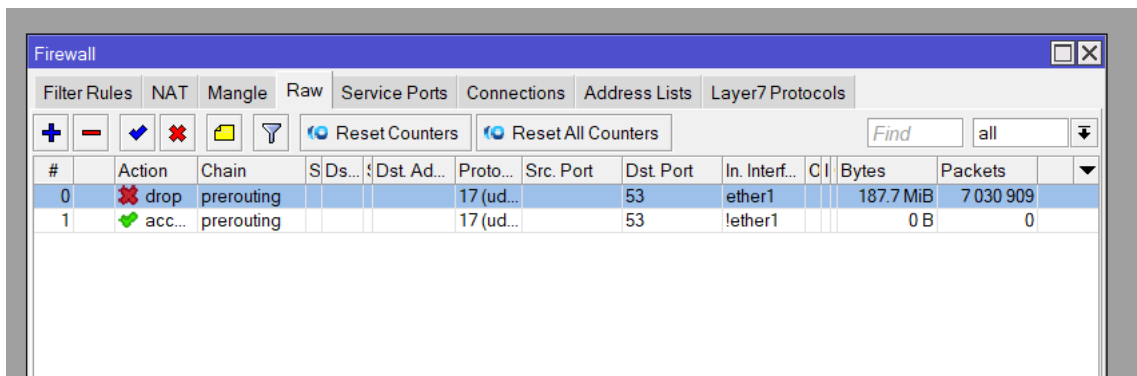 Firewall
Filter Rules NAT Mangle Raw Service Ports Connections Address Lists Layer7 Protocols
Reset Counters Reset All Counters Find all
# Action Chain S Ds... S Dst. Ad... Proto... Src. Port Dst. Port In. Interf... O I Bytes Packets
0 drop prerouting 17 (ud... 53 ether1 187.7 MiB 7 030 909
1 acc... prerouting 17 (ud... 53 !ether1 0 B 0